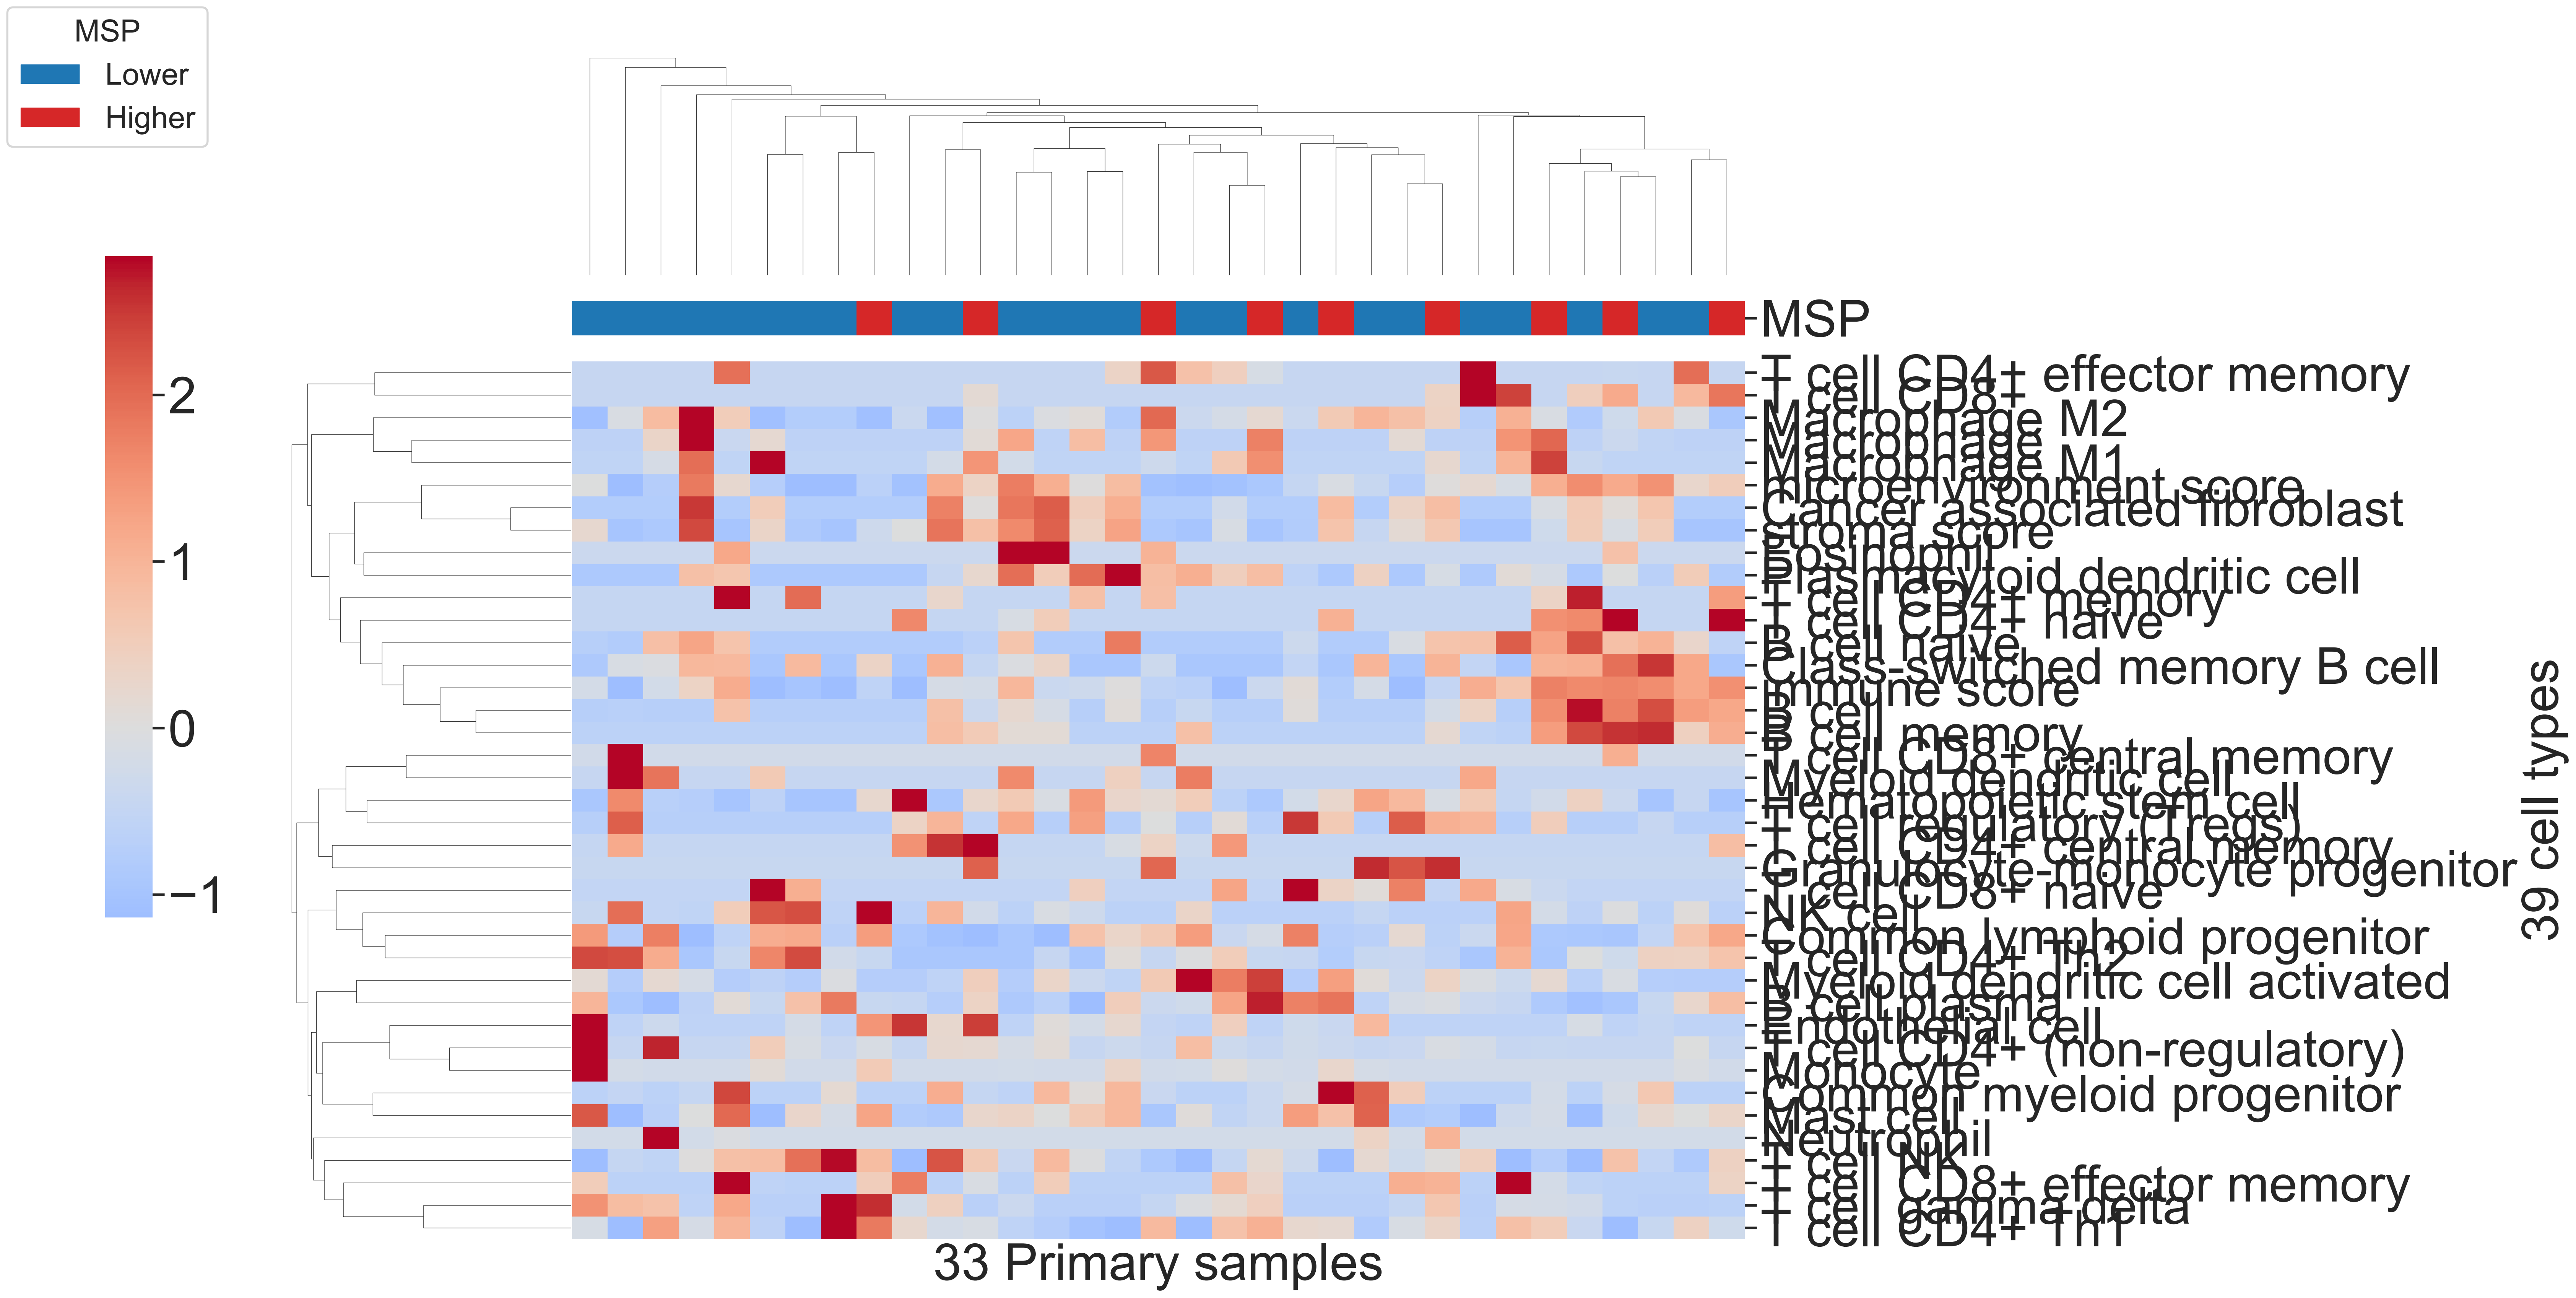 MSP
Lower
Higher
2
1
0
−1
MSP
T cell CD4+ effector memory
T cell CD8+
Macrophage M2
Macrophage
Macrophage M1
microenvironment score
Cancer associated fibroblast
stroma score
Eosinophil
Plasmacytoid dendritic cell
T cell CD4+ memory
T cell CD4+ naive
B cell naive
Class-switched memory B cell
immune score
B cell
B cell memory
T cell CD8+ central memory
Myeloid dendritic cell
Hematopoietic stem cell
T cell regulatory (Tregs)
T cell CD4+ central memory
Granulocyte-monocyte progenitor
T cell CD8+ naive
NK cell
Common lymphoid progenitor
T cell CD4+ Th2
Myeloid dendritic cell activated
B cell plasma
Endothelial cell
T cell CD4+ (non-regulatory)
Monocyte
Common myeloid progenitor
Mast cell
Neutrophil
T cell NK
T cell CD8+ effector memory
T cell gamma delta
T cell CD4+ Th1
39 cell types
33 Primary samples